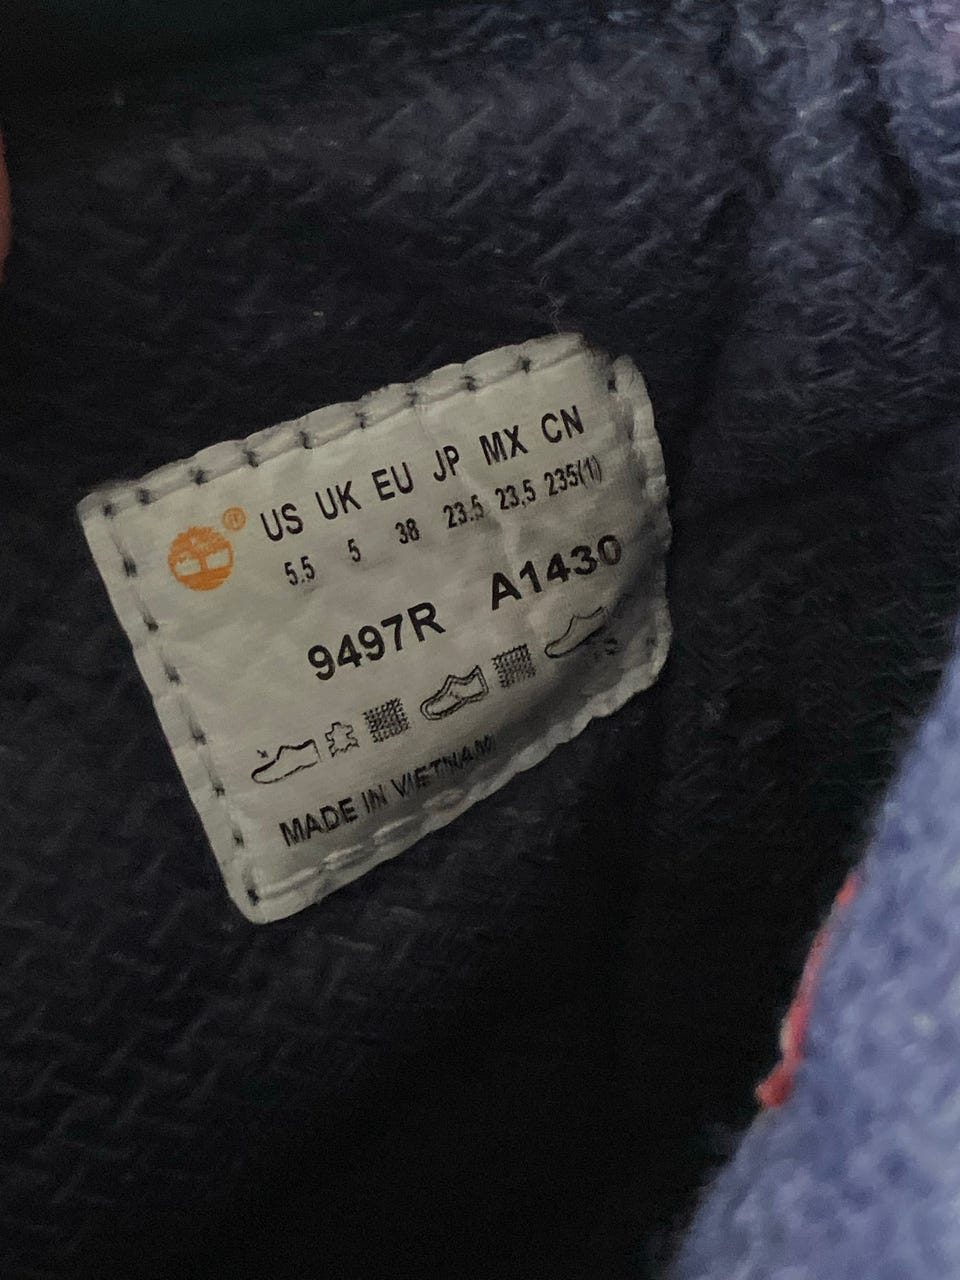 ® US UK EU JP MX CN
5.5 5 38 23.5 23,5 235(1)
9497R A1430
MADE IN VIETNAM